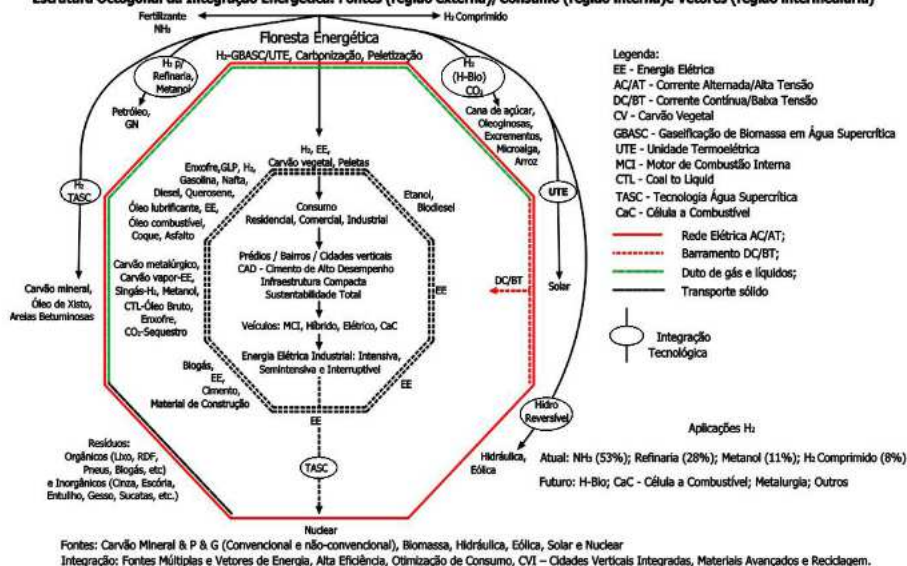 Estrutura Octogonal da Integração Energética: Fontes (região externa), Consumo (região interna)e Vetores (região intermediária)
Fertilizante
NH₃
H₂ Comprimido
Floresta Energética
H₂-GBASC/UTE, Carbonização, Peletização
H₂ p/
Refinaria,
Metanol
Petróleo,
GN
H₂
(H-Bio)
CO₂
Cana de açúcar,
Oleoginosas,
Excrementos,
Microalga,
Arroz
H₂, EE,
Carvão vegetal, Peletas
Enxofre,GLP, H₂,
Gasolina, Nafta,
Diesel, Querosene,
Óleo lubrificante, EE,
Óleo combustível,
Coque, Asfalto
Etanol,
Biodiesel
H₂
TASC
UTE
Consumo
Residencial, Comercial, Industrial
Prédios / Bairros / Cidades verticais
CAD - Cimento de Alto Desempenho
Infraestrutura Compacta
Sustentabilidade Total
Veículos: MCI, Híbrido, Elétrico, CaC
Energia Elétrica Industrial: Intensiva,
Semintensiva e Interruptível
Carvão metalúrgico,
Carvão vapor-EE,
Singás-H₂, Metanol,
CTL-Óleo Bruto,
Enxofre,
CO₂-Sequestro
Carvão mineral,
Óleo de Xisto,
Areias Betuminosas
EE
DC/BT
Solar
Biogás,
EE,
Cimento,
Material de Construção
EE
EE
Hidro
Reversível
Hidráulica,
Eólica
Resíduos:
Orgânicos (Lixo, RDF,
Pneus, Biogás, etc)
e Inorgânicos (Cinza, Escória,
Entulho, Gesso, Sucatas, etc.)
TASC
Nuclear
Legenda:
EE - Energia Elétrica
AC/AT - Corrente Alternada/Alta Tensão
DC/BT - Corrente Contínua/Baixa Tensão
CV - Carvão Vegetal
GBASC - Gaseificação de Biomassa em Água Supercrítica
UTE - Unidade Termoelétrica
MCI - Motor de Combustão Interna
CTL - Coal to Liquid
TASC - Tecnologia Água Supercrítica
CaC - Célula a Combustível
Rede Elétrica AC/AT;
Barramento DC/BT;
Duto de gás e líquidos;
Transporte sólido
Integração
Tecnológica
Aplicações H₂
Atual: NH₃ (53%); Refinaria (28%); Metanol (11%); H₂ Comprimido (8%)
Futuro: H-Bio; CaC - Célula a Combustível; Metalurgia; Outros
Fontes: Carvão Mineral & P & G (Convencional e não-convencional), Biomassa, Hidráulica, Eólica, Solar e Nuclear
Integração: Fontes Múltiplas e Vetores de Energia, Alta Eficiência, Otimização de Consumo, CVI – Cidades Verticais Integradas, Materiais Avançados e Reciclagem.